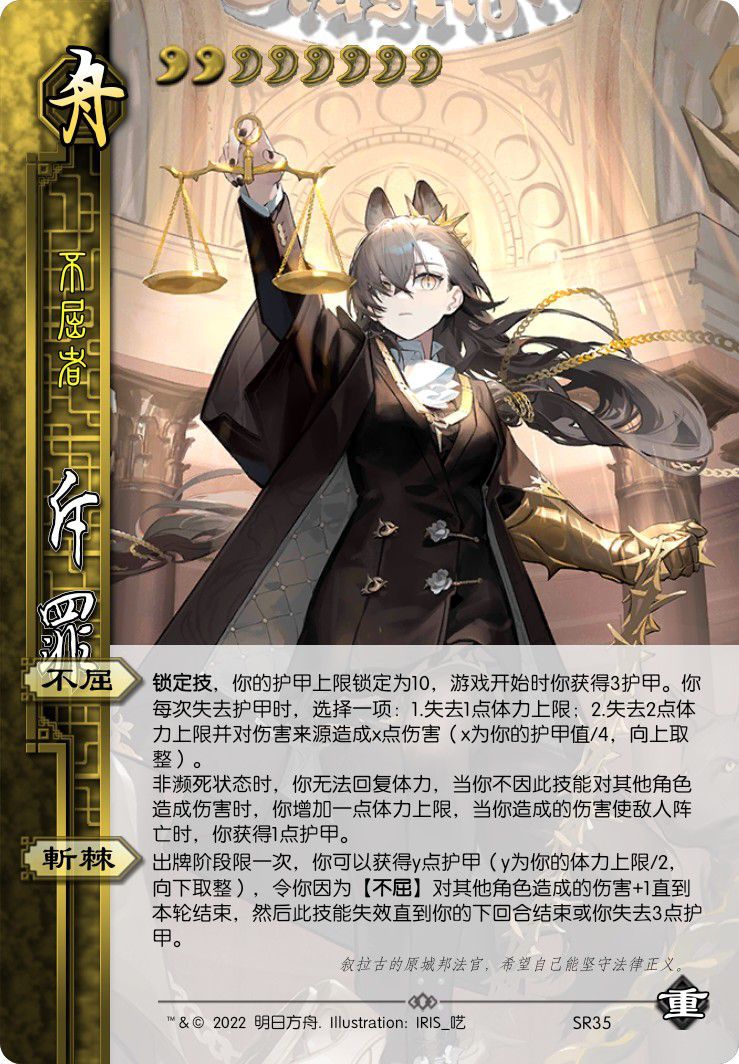 舟
不屈者
斥罪
不屈
锁定技，你的护甲上限锁定为10，游戏开始时你获得3护甲。你
每次失去护甲时，选择一项：1.失去1点体力上限；2.失去2点体
力上限并对伤害来源造成x点伤害（x为你的护甲值/4，向上取
整）。
非濒死状态时，你无法回复体力，当你不因此技能对其他角色
造成伤害时，你增加一点体力上限，当你造成的伤害使敌人阵
亡时，你获得1点护甲。
斬棘
出牌阶段限一次，你可以获得y点护甲（y为你的体力上限/2，
向下取整），令你因为【不屈】对其他角色造成的伤害+1直到
本轮结束，然后此技能失效直到你的下回合结束或你失去3点护
甲。
叙拉古的原城邦法官，希望自己能坚守法律正义。
™ & © 2022 明日方舟. Illustration: IRIS_呓
SR35
重